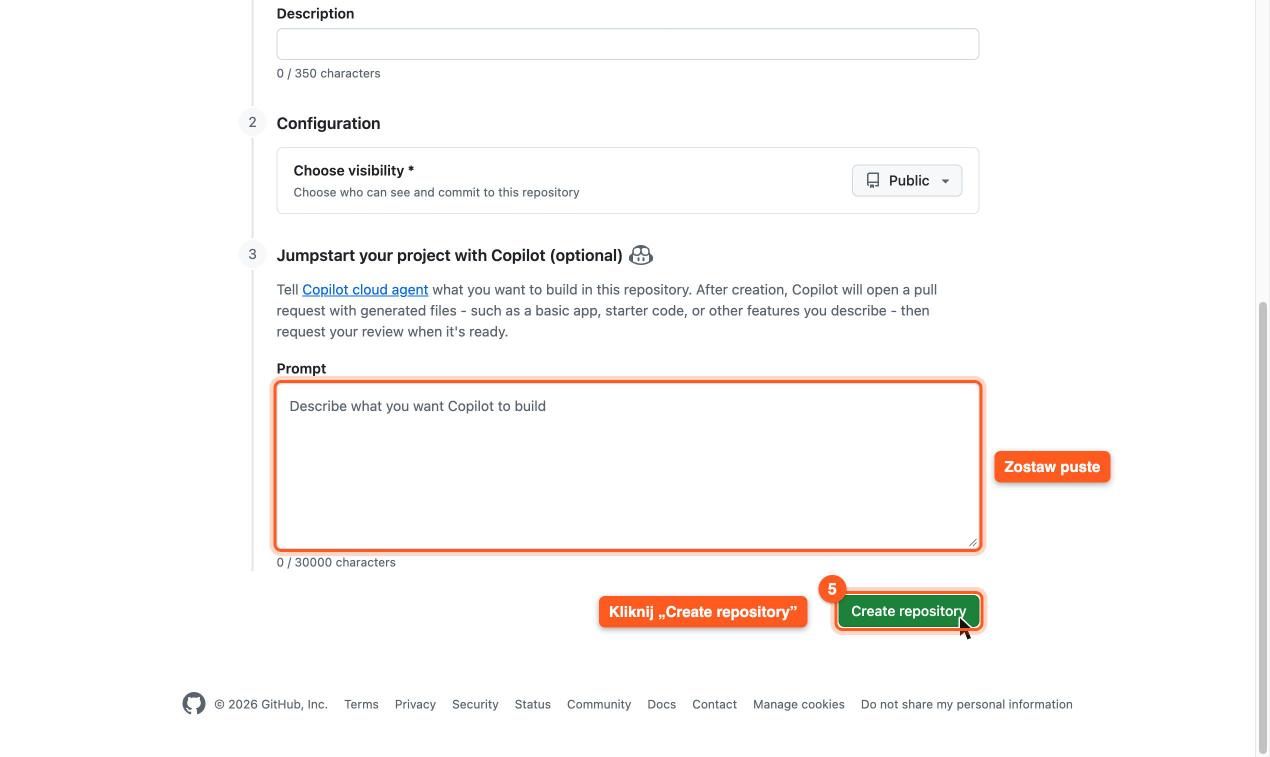 Description
0 / 350 characters
2
Configuration
Choose visibility *
Choose who can see and commit to this repository
Public
3
Jumpstart your project with Copilot (optional)
Tell Copilot cloud agent what you want to build in this repository. After creation, Copilot will open a pull
request with generated files - such as a basic app, starter code, or other features you describe - then
request your review when it's ready.
Prompt
Describe what you want Copilot to build
Zostaw puste
0 / 30000 characters
5
Kliknij „Create repository”
Create repository
© 2026 GitHub, Inc. Terms Privacy Security Status Community Docs Contact Manage cookies Do not share my personal information